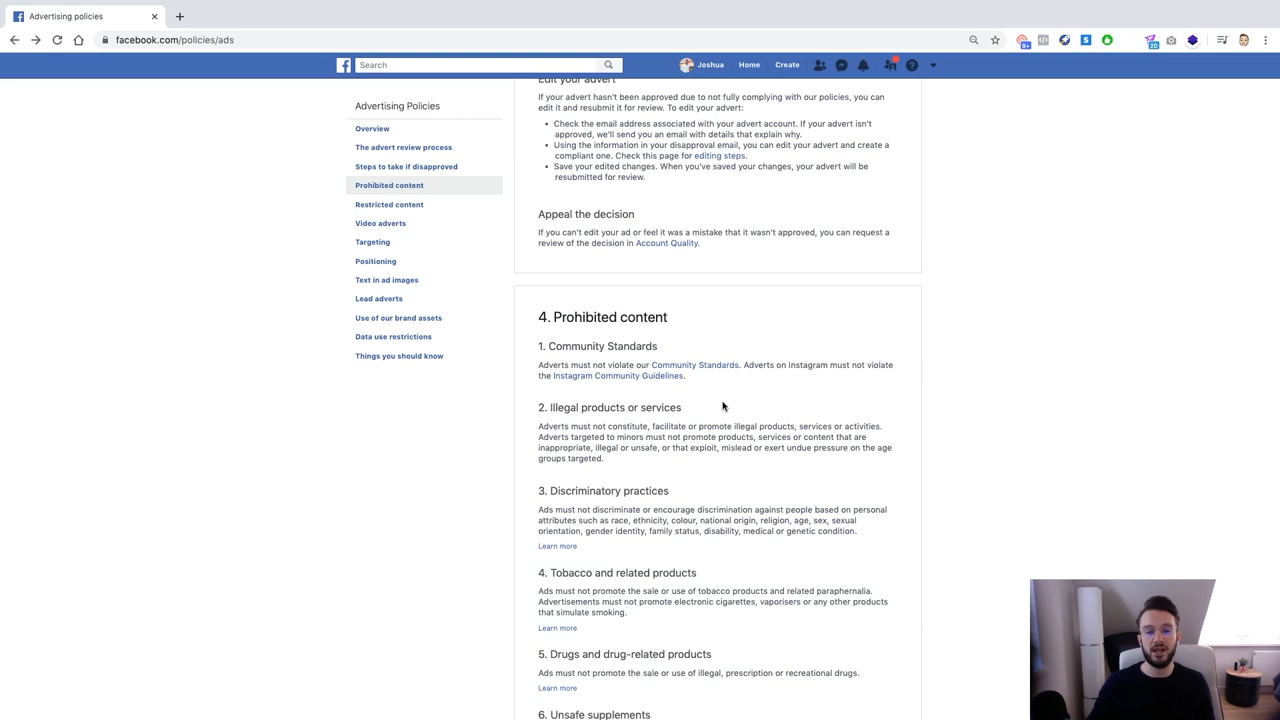 Advertising policies
facebook.com/policies/ads
9+
20
Search
Joshua
Home
Create
Advertising Policies
Overview
The advert review process
Steps to take if disapproved
Prohibited content
Restricted content
Video adverts
Targeting
Positioning
Text in ad images
Lead adverts
Use of our brand assets
Data use restrictions
Things you should know
Edit your advert
If your advert hasn't been approved due to not fully complying with our policies, you can
edit it and resubmit it for review. To edit your advert:
• Check the email address associated with your advert account. If your advert isn't
approved, we'll send you an email with details that explain why.
• Using the information in your disapproval email, you can edit your advert and create a
compliant one. Check this page for editing steps.
• Save your edited changes. When you've saved your changes, your advert will be
resubmitted for review.
Appeal the decision
If you can't edit your ad or feel it was a mistake that it wasn't approved, you can request a
review of the decision in Account Quality.
4. Prohibited content
1. Community Standards
Adverts must not violate our Community Standards. Adverts on Instagram must not violate
the Instagram Community Guidelines.
2. Illegal products or services
Adverts must not constitute, facilitate or promote illegal products, services or activities.
Adverts targeted to minors must not promote products, services or content that are
inappropriate, illegal or unsafe, or that exploit, mislead or exert undue pressure on the age
groups targeted.
3. Discriminatory practices
Ads must not discriminate or encourage discrimination against people based on personal
attributes such as race, ethnicity, colour, national origin, religion, age, sex, sexual
orientation, gender identity, family status, disability, medical or genetic condition.
Learn more
4. Tobacco and related products
Ads must not promote the sale or use of tobacco products and related paraphernalia.
Advertisements must not promote electronic cigarettes, vaporisers or any other products
that simulate smoking.
Learn more
5. Drugs and drug-related products
Ads must not promote the sale or use of illegal, prescription or recreational drugs.
Learn more
6. Unsafe supplements